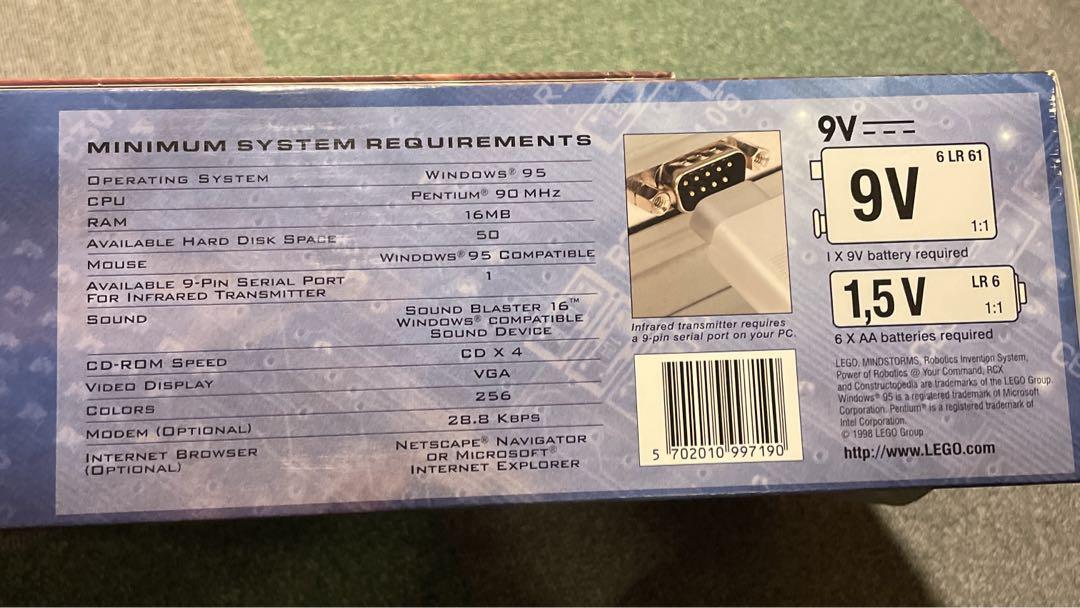 MINIMUM SYSTEM REQUIREMENTS
OPERATING SYSTEM WINDOWS® 95
CPU PENTIUM® 90 MHZ
RAM 16MB
AVAILABLE HARD DISK SPACE 50
MOUSE WINDOWS® 95 COMPATIBLE
AVAILABLE 9-PIN SERIAL PORT 1
FOR INFRARED TRANSMITTER
SOUND SOUND BLASTER 16™
WINDOWS® COMPATIBLE
SOUND DEVICE
CD-ROM SPEED CD X 4
VIDEO DISPLAY VGA
COLORS 256
MODEM (OPTIONAL) 28.8 KBPS
INTERNET BROWSER NETSCAPE® NAVIGATOR
(OPTIONAL) OR MICROSOFT®
INTERNET EXPLORER
Infrared transmitter requires
a 9-pin serial port on your PC.
5 702010 997190
9V
6 LR 61
9V
1:1
1 X 9V battery required
LR 6
1,5V
1:1
6 X AA batteries required
LEGO, MINDSTORMS, Robotics Invention System,
Power of Robotics @ Your Command, RCX
and Constructopedia are trademarks of the LEGO Group.
Windows® 95 is a registered trademark of Microsoft
Corporation. Pentium® is a registered trademark of
Intel Corporation.
© 1998 LEGO Group
http://www.LEGO.com